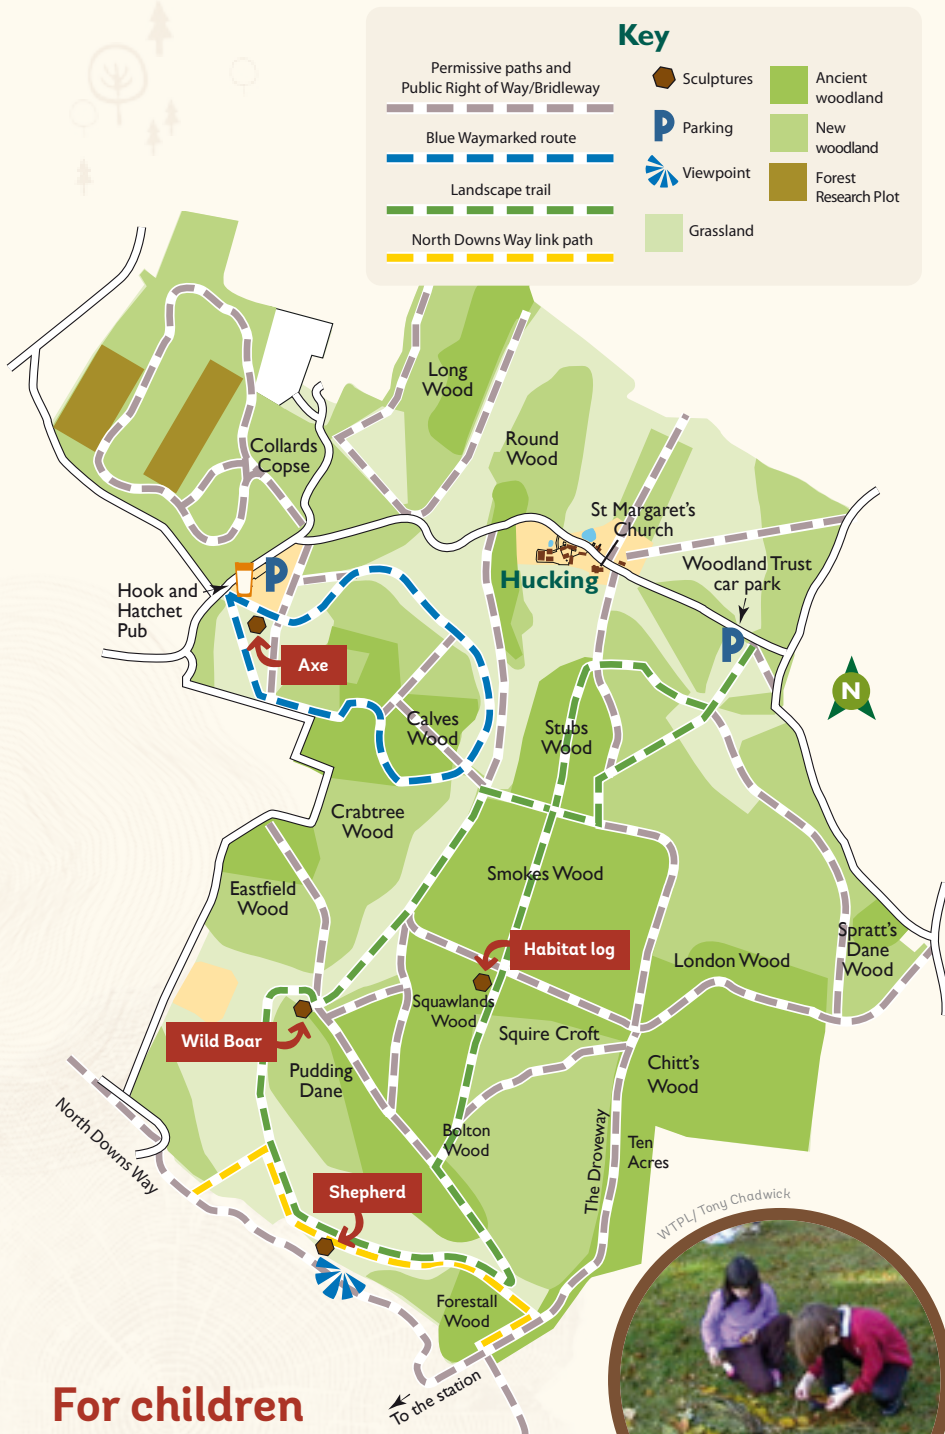 Key
Permissive paths and
Public Right of Way/Bridleway
Blue Waymarked route
Landscape trail
North Downs Way link path
Sculptures
Parking
Viewpoint
Grassland
Ancient
woodland
New
woodland
Forest
Research Plot
Long
Wood
Collards
Copse
Round
Wood
St Margaret's
Church
Hucking
Woodland Trust
car park
P
P
Hook and
Hatchet
Pub
Axe
N
Calves
Wood
Stubs
Wood
Crabtree
Wood
Smokes Wood
Eastfield
Wood
Habitat log
London Wood
Spratt's
Dane
Wood
Squawlands
Wood
Squire Croft
Wild Boar
Pudding
Dane
Chitt's
Wood
North Downs Way
Bolton
Wood
The Droveway
Ten
Acres
Shepherd
WTPL/ Tony Chadwick
Forestall
Wood
To the station
For children